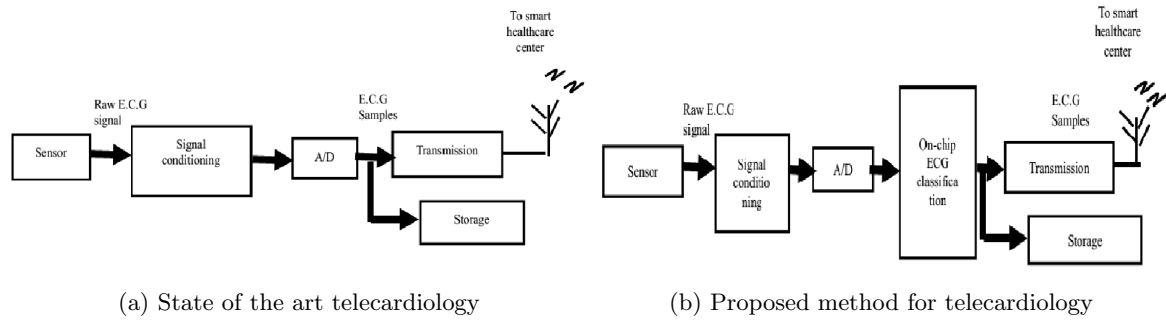 To smart
healthcare
center
Raw E.C.G
signal
E.C.G
Samples
Sensor
Signal
conditioning
A/D
Transmission
Storage
(a) State of the art telecardiology
To smart
healthcare
center
Raw E.C.G
signal
E.C.G
Samples
Sensor
Signal
conditio
ning
A/D
On-chip
ECG
classifica
tion
Transmission
Storage
(b) Proposed method for telecardiology